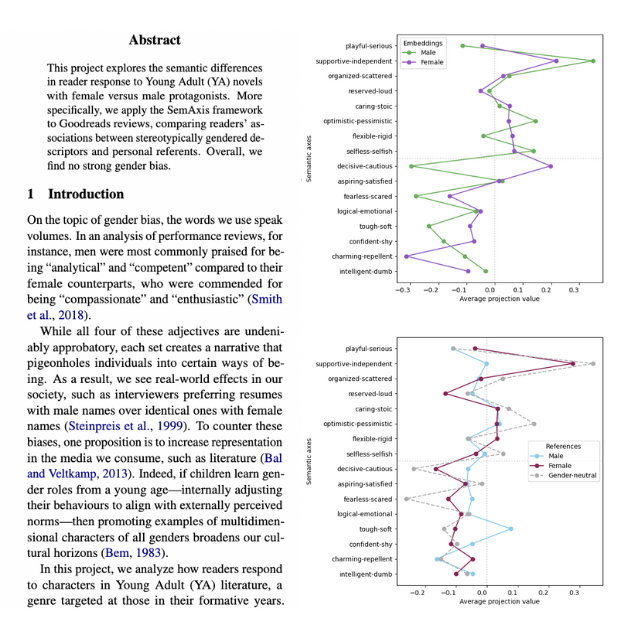 Abstract
This project explores the semantic differences
in reader response to Young Adult (YA) novels
with female versus male protagonists. More
specifically, we apply the SemAxis framework
to Goodreads reviews, comparing readers' as-
sociations between stereotypically gendered de-
scriptors and personal referents. Overall, we
find no strong gender bias.
1 Introduction
On the topic of gender bias, the words we use speak
volumes. In an analysis of performance reviews, for
instance, men were most commonly praised for be-
ing “analytical” and “competent” compared to their
female counterparts, who were commended for
being “compassionate” and “enthusiastic” (Smith
et al., 2018).
While all four of these adjectives are undeni-
ably approbatory, each set creates a narrative that
pigeonholes individuals into certain ways of be-
ing. As a result, we see real-world effects in our
society, such as interviewers preferring resumes
with male names over identical ones with female
names (Steinpreis et al., 1999). To counter these
biases, one proposition is to increase representation
in the media we consume, such as literature (Bal
and Veltkamp, 2013). Indeed, if children learn gen-
der roles from a young age—internally adjusting
their behaviours to align with externally perceived
norms—then promoting examples of multidimen-
sional characters of all genders broadens our cul-
tural horizons (Bem, 1983).
In this project, we analyze how readers respond
to characters in Young Adult (YA) literature, a
genre targeted at those in their formative years.
Semantic axes
playful-serious
supportive-independent
organized-scattered
reserved-loud
caring-stoic
optimistic-pessimistic
flexible-rigid
selfless-selfish
decisive-cautious
aspiring-satisfied
fearless-scared
logical-emotional
tough-soft
confident-shy
charming-repellent
intelligent-dumb
Embeddings
Male
Female
−0.3 −0.2 −0.1 0.0 0.1 0.2 0.3
Average projection value
Semantic axes
playful-serious
supportive-independent
organized-scattered
reserved-loud
caring-stoic
optimistic-pessimistic
flexible-rigid
selfless-selfish
decisive-cautious
aspiring-satisfied
fearless-scared
logical-emotional
tough-soft
confident-shy
charming-repellent
intelligent-dumb
References
Male
Female
Gender-neutral
−0.2 −0.1 0.0 0.1 0.2 0.3
Average projection value